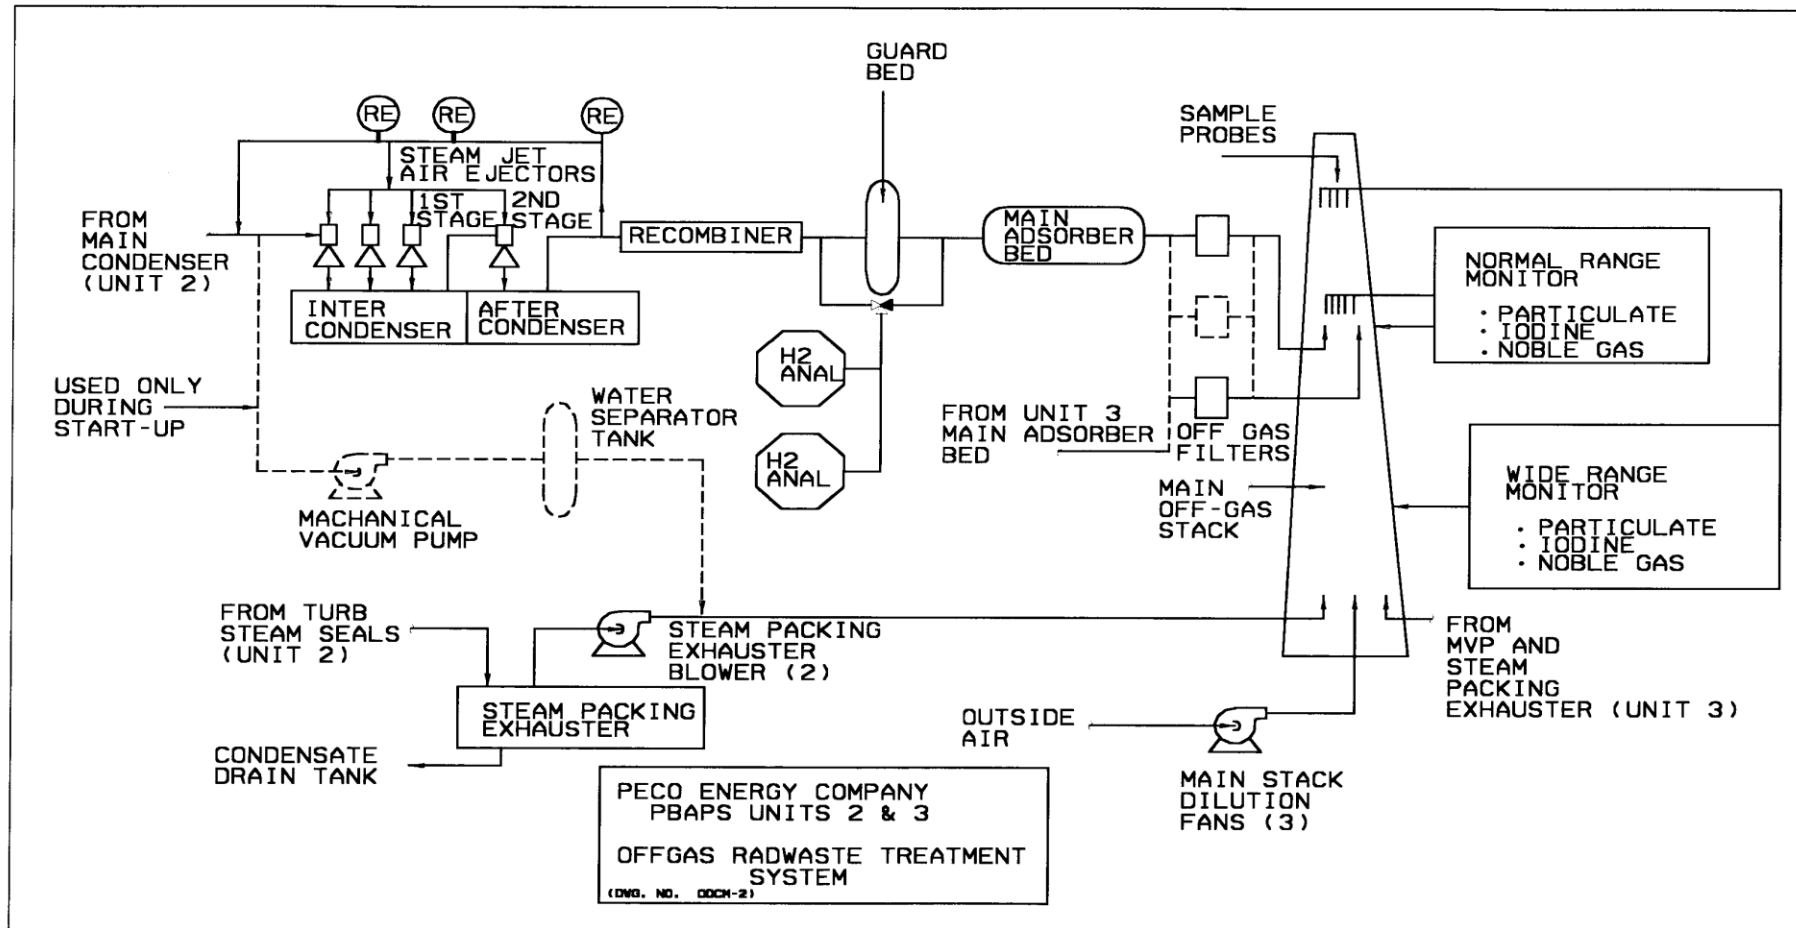 GUARD
BED
RE
RE
RE
SAMPLE
PROBES
STEAM JET
AIR EJECTORS
1ST
STAGE
2ND
STAGE
FROM
MAIN
CONDENSER
(UNIT 2)
RECOMBINER
MAIN
ADSORBER
BED
INTER
CONDENSER
AFTER
CONDENSER
NORMAL RANGE
MONITOR
· PARTICULATE
· IODINE
· NOBLE GAS
H2
ANAL
USED ONLY
DURING
START-UP
WATER
SEPARATOR
TANK
FROM UNIT 3
MAIN ADSORBER
BED
OFF GAS
FILTERS
H2
ANAL
MACHANICAL
VACUUM PUMP
MAIN
OFF-GAS
STACK
WIDE RANGE
MONITOR
· PARTICULATE
· IODINE
· NOBLE GAS
FROM TURB
STEAM SEALS
(UNIT 2)
STEAM PACKING
EXHAUSTER
BLOWER (2)
FROM
MVP AND
STEAM
PACKING
EXHAUSTER (UNIT 3)
STEAM PACKING
EXHAUSTER
OUTSIDE
AIR
CONDENSATE
DRAIN TANK
MAIN STACK
DILUTION
FANS (3)
PECO ENERGY COMPANY
PBAPS UNITS 2 & 3
OFFGAS RADWASTE TREATMENT
SYSTEM
(DWG. NO. ODCM-2)